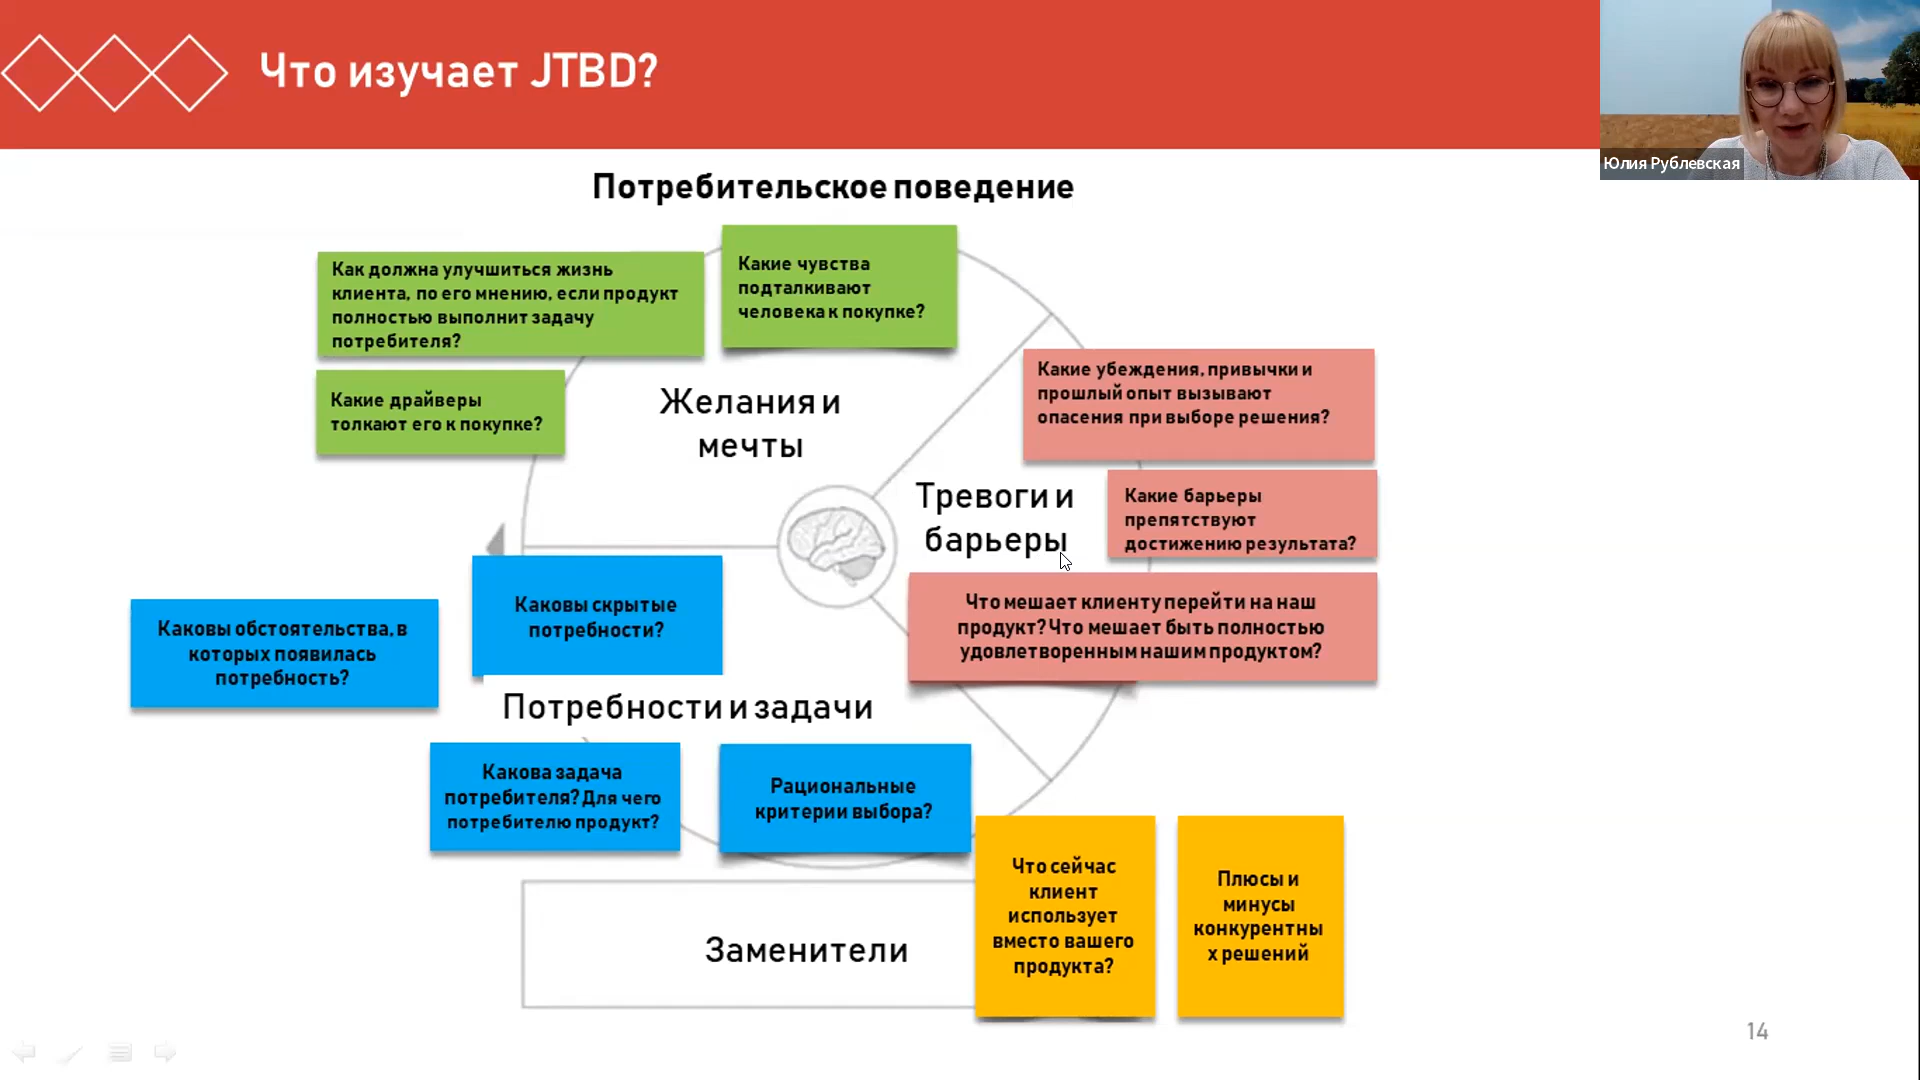 Что изучает JTBD?
Юлия Рублевская
Потребительское поведение
Как должна улучшиться жизнь
клиента, по его мнению, если продукт
полностью выполнит задачу
потребителя?
Какие чувства
подталкивают
человека к покупке?
Какие драйверы
толкают его к покупке?
Желания и
мечты
Какие убеждения, привычки и
прошлый опыт вызывают
опасения при выборе решения?
Тревоги и
барьеры
Какие барьеры
препятствуют
достижению результата?
Что мешает клиенту перейти на наш
продукт? Что мешает быть полностью
удовлетворенным нашим продуктом?
Каковы скрытые
потребности?
Каковы обстоятельства, в
которых появилась
потребность?
Потребности и задачи
Какова задача
потребителя? Для чего
потребителю продукт?
Рациональные
критерии выбора?
Заменители
Что сейчас
клиент
использует
вместо вашего
продукта?
Плюсы и
минусы
конкурентны
х решений
14